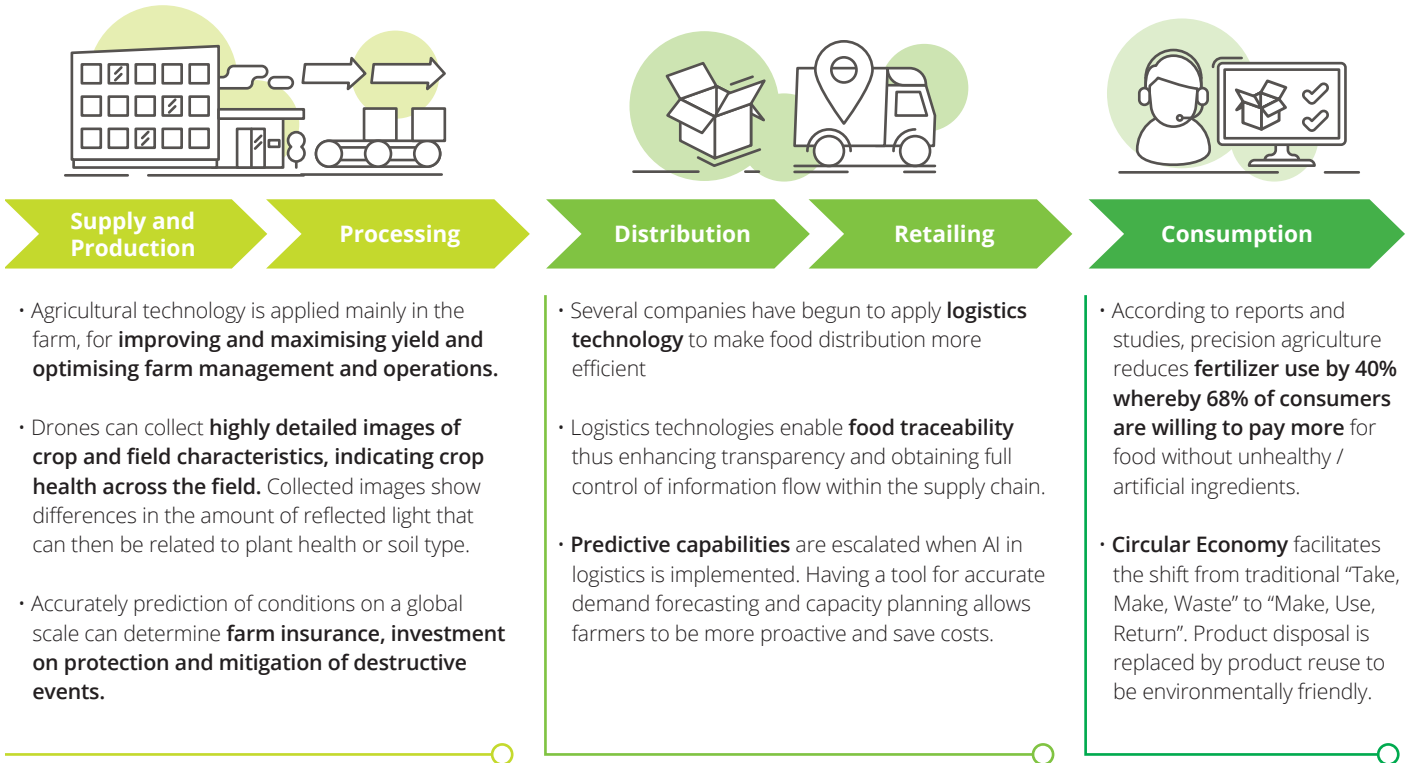 Supply and
Production
Processing
Distribution
Retailing
Consumption
• Agricultural technology is applied mainly in the
farm, for improving and maximising yield and
optimising farm management and operations.
• Drones can collect highly detailed images of
crop and field characteristics, indicating crop
health across the field. Collected images show
differences in the amount of reflected light that
can then be related to plant health or soil type.
• Accurately prediction of conditions on a global
scale can determine farm insurance, investment
on protection and mitigation of destructive
events.
• Several companies have begun to apply logistics
technology to make food distribution more
efficient
• Logistics technologies enable food traceability
thus enhancing transparency and obtaining full
control of information flow within the supply chain.
• Predictive capabilities are escalated when AI in
logistics is implemented. Having a tool for accurate
demand forecasting and capacity planning allows
farmers to be more proactive and save costs.
• According to reports and
studies, precision agriculture
reduces fertilizer use by 40%
whereby 68% of consumers
are willing to pay more for
food without unhealthy /
artificial ingredients.
• Circular Economy facilitates
the shift from traditional “Take,
Make, Waste” to “Make, Use,
Return”. Product disposal is
replaced by product reuse to
be environmentally friendly.